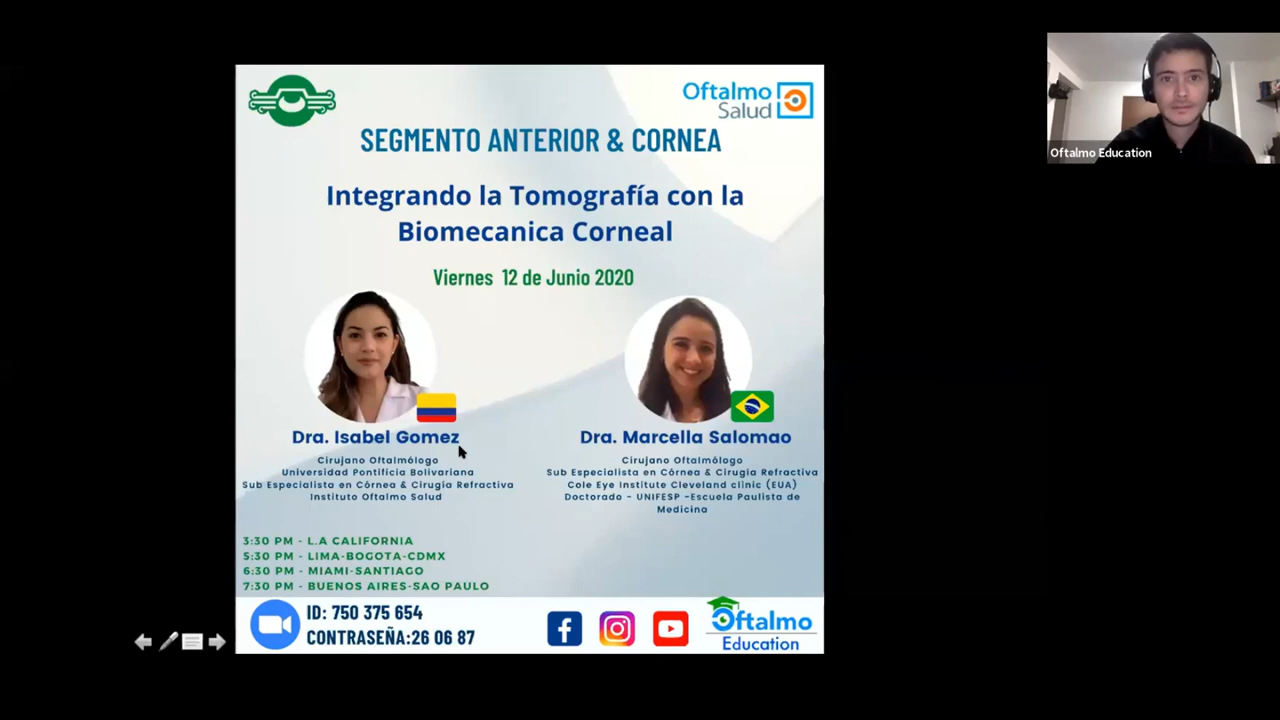 Oftalmo
Salud
SEGMENTO ANTERIOR & CORNEA
Integrando la Tomografía con la
Biomecanica Corneal
Viernes 12 de Junio 2020
Dra. Isabel Gomez
Cirujano Oftalmólogo
Universidad Pontificia Bolivariana
Sub Especialista en Córnea & Cirugía Refractiva
Instituto Oftalmo Salud
Dra. Marcella Salomao
Cirujano Oftalmólogo
Sub Especialista en Córnea & Cirugía Refractiva
Cole Eye Institute Cleveland clinic (EUA)
Doctorado - UNIFESP -Escuela Paulista de
Medicina
3:30 PM - L.A CALIFORNIA
5:30 PM - LIMA-BOGOTA-CDMX
6:30 PM - MIAMI-SANTIAGO
7:30 PM - BUENOS AIRES-SAO PAULO
ID: 750 375 654
CONTRASEÑA:26 06 87
Oftalmo
Education
Oftalmo Education